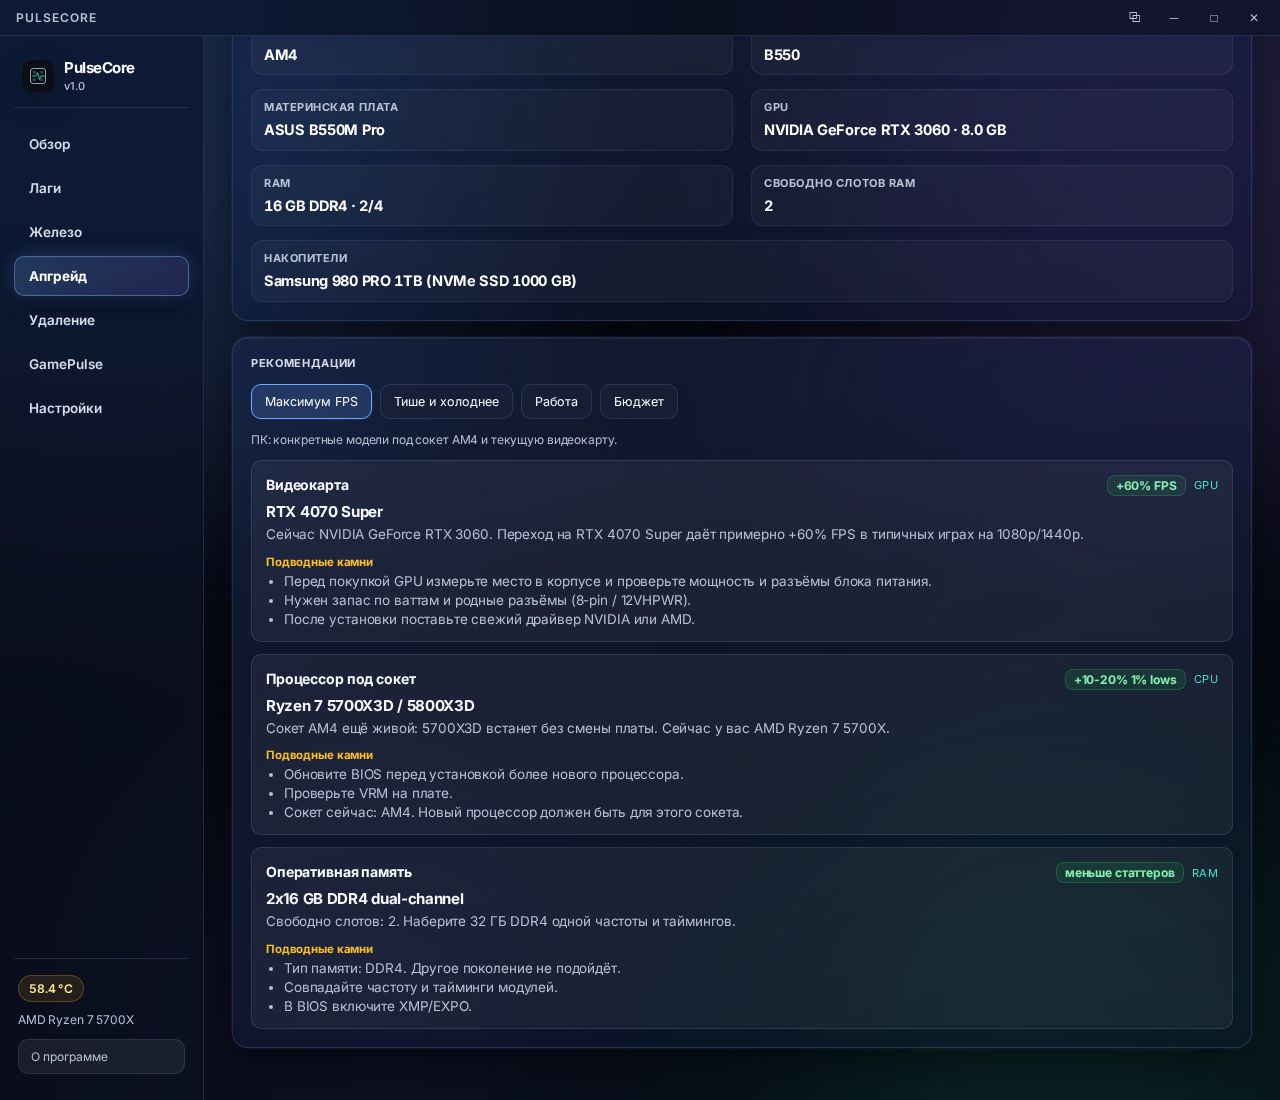 PULSECORE
PulseCore
v1.0
Обзор
Лаги
Железо
Апгрейд
Удаление
GamePulse
Настройки
58.4 °C
AMD Ryzen 7 5700X
О программе
AM4
B550
МАТЕРИНСКАЯ ПЛАТА
ASUS B550M Pro
GPU
NVIDIA GeForce RTX 3060 · 8.0 GB
RAM
16 GB DDR4 · 2/4
СВОБОДНО СЛОТОВ RAM
2
НАКОПИТЕЛИ
Samsung 980 PRO 1TB (NVMe SSD 1000 GB)
РЕКОМЕНДАЦИИ
Максимум FPS
Тише и холоднее
Работа
Бюджет
ПК: конкретные модели под сокет AM4 и текущую видеокарту.
Видеокарта
+60% FPS GPU
RTX 4070 Super
Сейчас NVIDIA GeForce RTX 3060. Переход на RTX 4070 Super даёт примерно +60% FPS в типичных играх на 1080p/1440p.
Подводные камни
• Перед покупкой GPU измерьте место в корпусе и проверьте мощность и разъёмы блока питания.
• Нужен запас по ваттам и родные разъёмы (8-pin / 12VHPWR).
• После установки поставьте свежий драйвер NVIDIA или AMD.
Процессор под сокет
+10-20% 1% lows CPU
Ryzen 7 5700X3D / 5800X3D
Сокет AM4 ещё живой: 5700X3D встанет без смены платы. Сейчас у вас AMD Ryzen 7 5700X.
Подводные камни
• Обновите BIOS перед установкой более нового процессора.
• Проверьте VRM на плате.
• Сокет сейчас: AM4. Новый процессор должен быть для этого сокета.
Оперативная память
меньше статтеров RAM
2x16 GB DDR4 dual-channel
Свободно слотов: 2. Наберите 32 ГБ DDR4 одной частоты и таймингов.
Подводные камни
• Тип памяти: DDR4. Другое поколение не подойдёт.
• Совпадайте частоту и тайминги модулей.
• В BIOS включите XMP/EXPO.